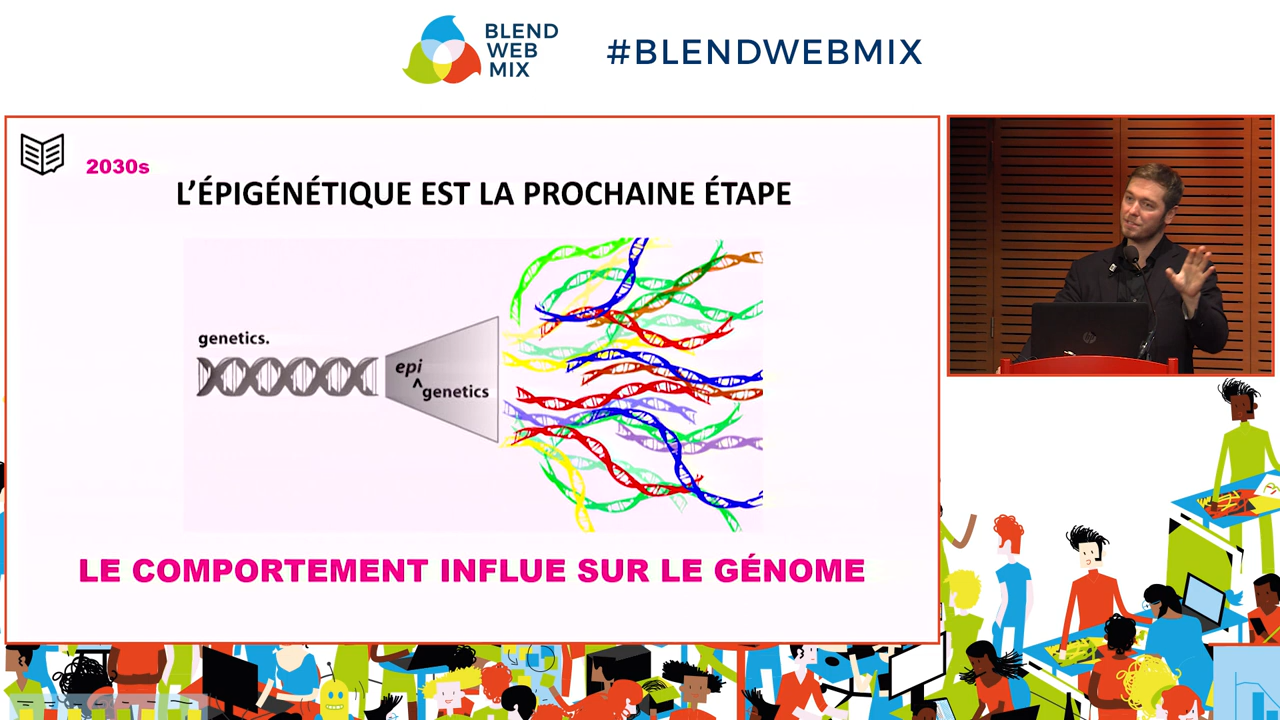 BLEND
WEB
MIX
#BLENDWEBMIX
2030s
L'ÉPIGÉNÉTIQUE EST LA PROCHAINE ÉTAPE
genetics.
epi
^genetics
LE COMPORTEMENT INFLUE SUR LE GÉNOME